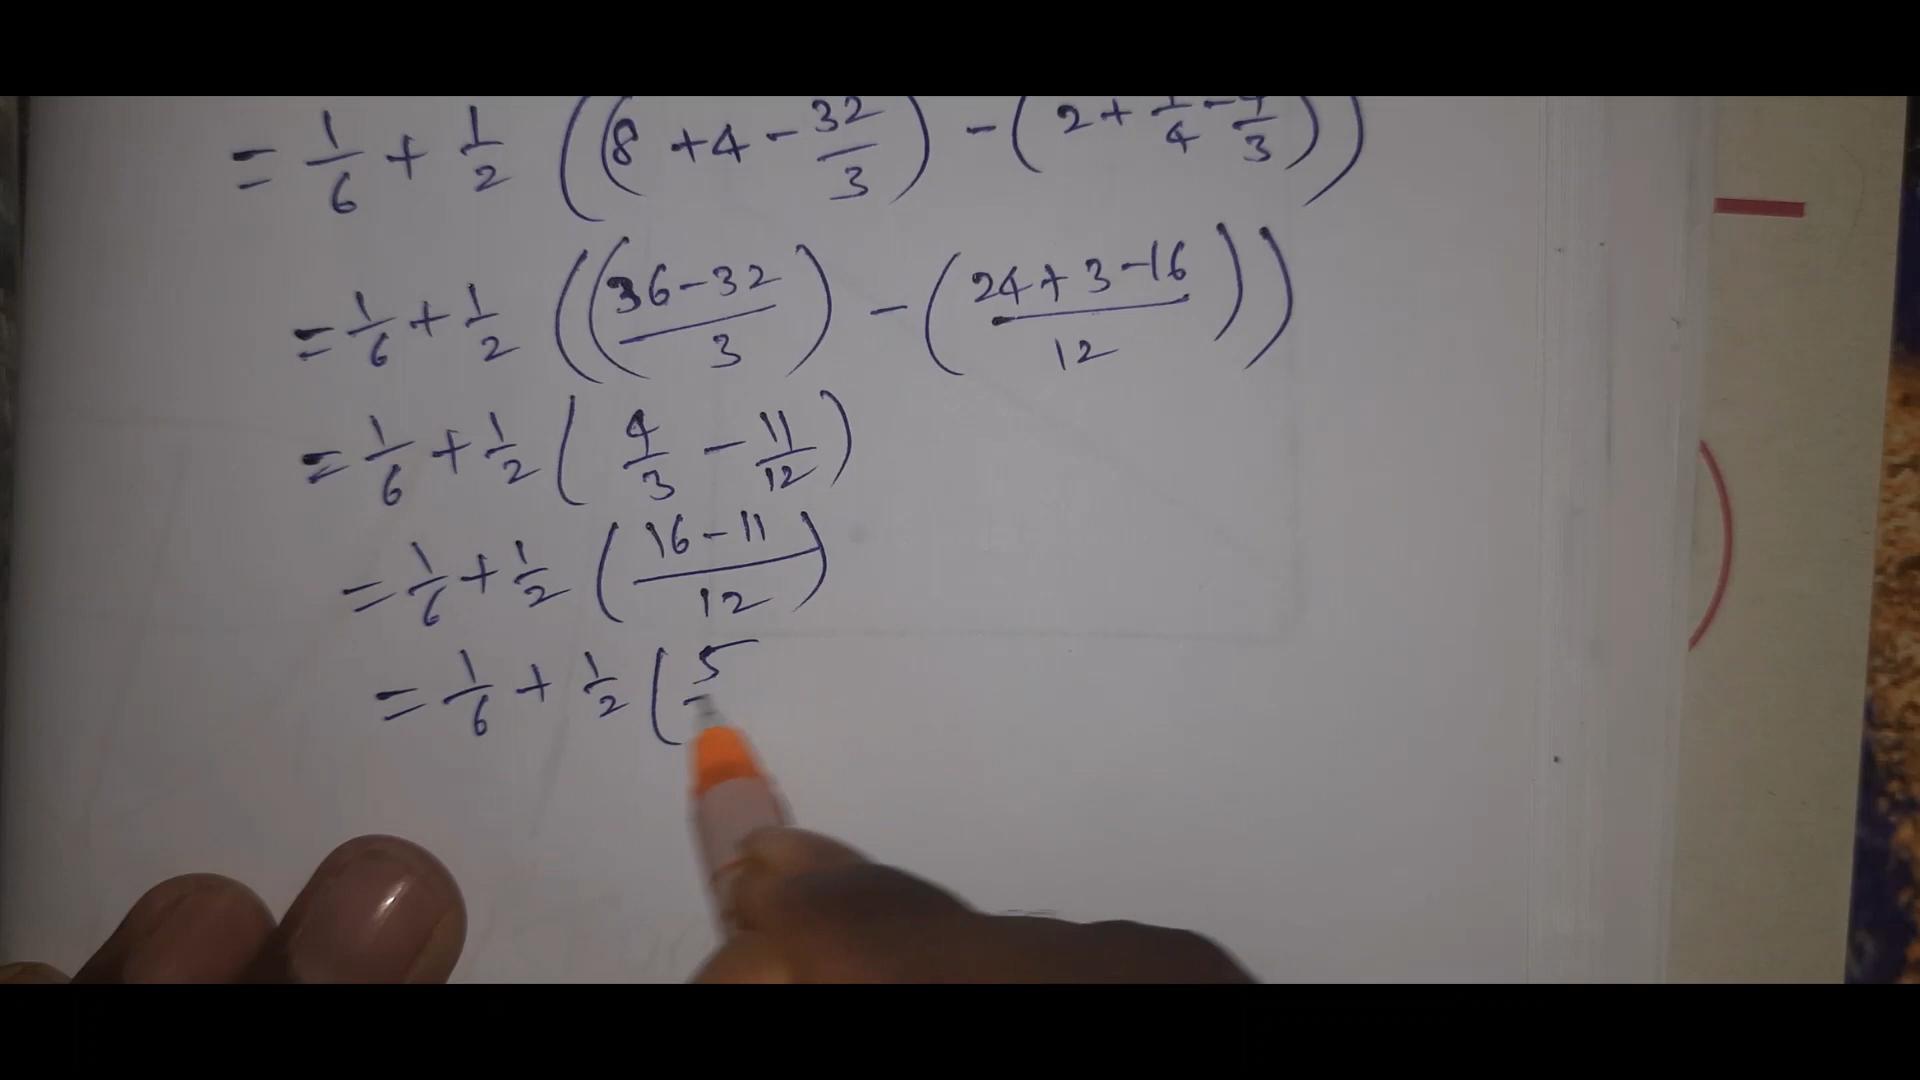 = 1/6 + 1/2 ((8 + 4 - 32/3) - (2 + 1/4 - 4/3))
= 1/6 + 1/2 ((36 - 32)/3) - ((24 + 3 - 16)/12))
= 1/6 + 1/2 (4/3 - 11/12)
= 1/6 + 1/2 ((16 - 11)/12)
= 1/6 + 1/2 (5